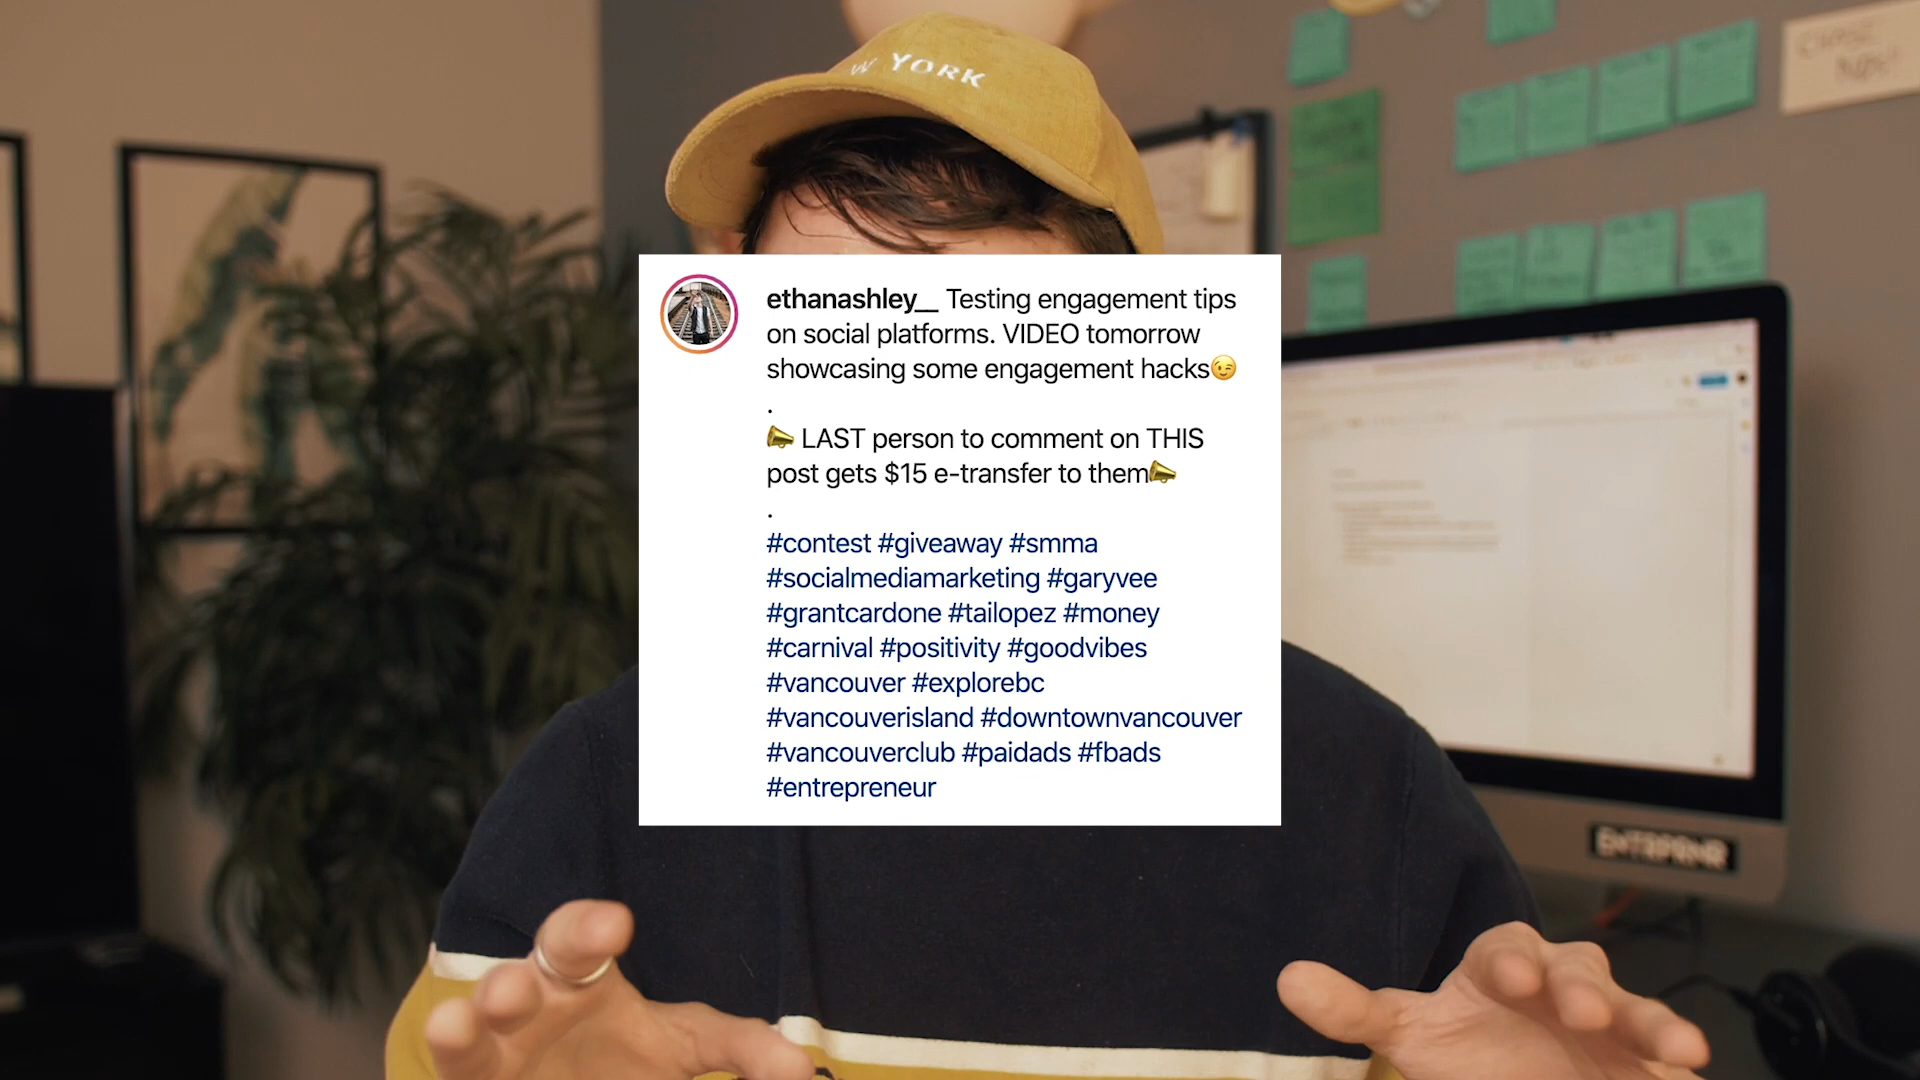 W YORK
ethanashley__ Testing engagement tips
on social platforms. VIDEO tomorrow
showcasing some engagement hacks😉
.
📣 LAST person to comment on THIS
post gets $15 e-transfer to them📣
.
#contest #giveaway #smma
#socialmediamarketing #garyvee
#grantcardone #tailopez #money
#carnival #positivity #goodvibes
#vancouver #explorebc
#vancouverisland #downtownvancouver
#vancouverclub #paidads #fbads
#entrepreneur
ENTRPRNR